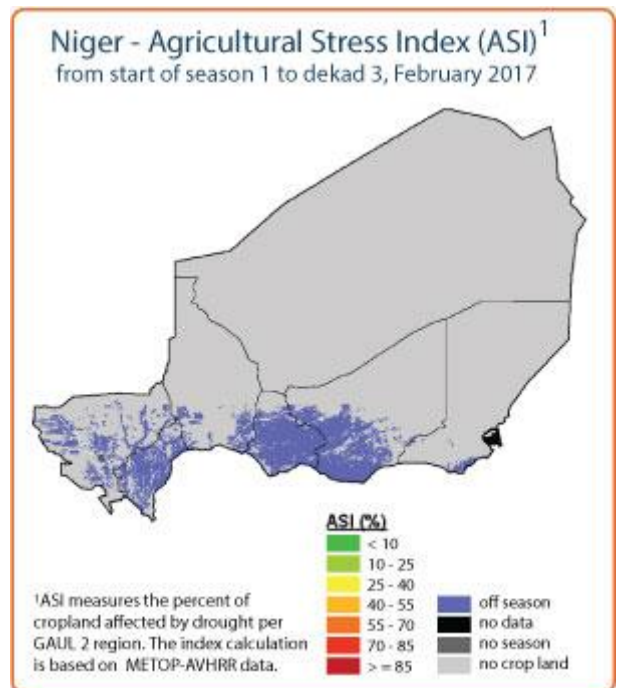 Niger - Agricultural Stress Index (ASI)¹
from start of season 1 to dekad 3, February 2017
ASI (%)
< 10
10 - 25
25 - 40
40 - 55
55 - 70
70 - 85
> = 85
off season
no data
no season
no crop land
¹ASI measures the percent of
cropland affected by drought per
GAUL 2 region. The index calculation
is based on METOP-AVHRR data.